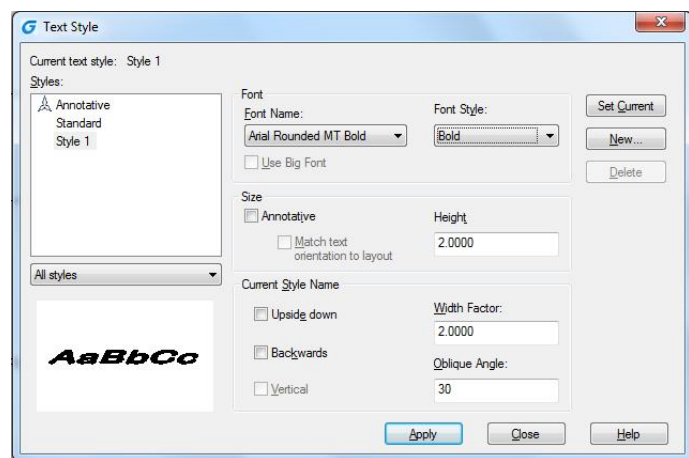 Text Style
Current text style: Style 1
Styles:
Annotative
Standard
Style 1
All styles
AaBbCc
Font
Font Name:
Font Style:
Arial Rounded MT Bold
Bold
Use Big Font
Size
Annotative
Height
Match text
orientation to layout
2.0000
Current Style Name
Upside down
Width Factor:
2.0000
Backwards
Oblique Angle:
Vertical
30
Set Current
New...
Delete
Apply
Close
Help